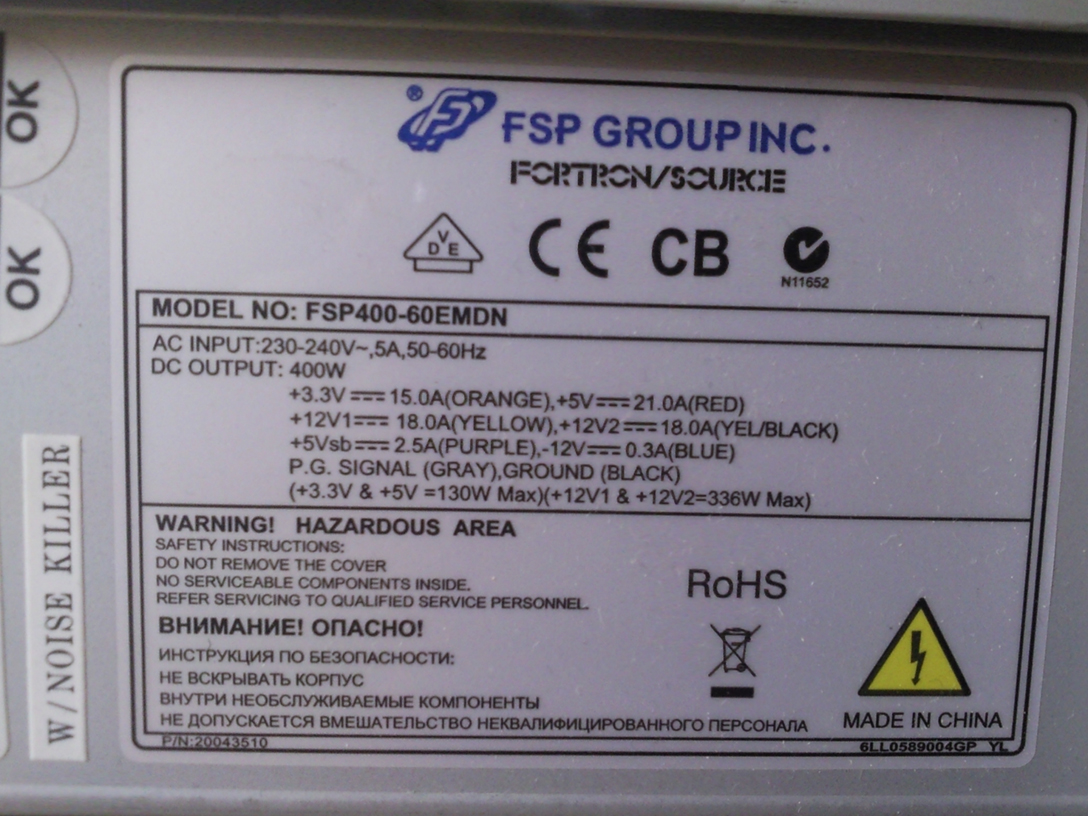 OK
OK
W/NOISE KILLER
® FSP GROUP INC.
FORTRON/SOURCE
VDE CE CB
N11652
MODEL NO: FSP400-60EMDN
AC INPUT:230-240V~,5A,50-60Hz
DC OUTPUT: 400W
+3.3V ⎓ 15.0A(ORANGE),+5V⎓21.0A(RED)
+12V1⎓ 18.0A(YELLOW),+12V2⎓18.0A(YEL/BLACK)
+5Vsb⎓2.5A(PURPLE),-12V⎓0.3A(BLUE)
P.G. SIGNAL (GRAY),GROUND (BLACK)
(+3.3V & +5V =130W Max)(+12V1 & +12V2=336W Max)
WARNING! HAZARDOUS AREA
SAFETY INSTRUCTIONS:
DO NOT REMOVE THE COVER
NO SERVICEABLE COMPONENTS INSIDE.
REFER SERVICING TO QUALIFIED SERVICE PERSONNEL.
RoHS
ВНИМАНИЕ! ОПАСНО!
ИНСТРУКЦИЯ ПО БЕЗОПАСНОСТИ:
НЕ ВСКРЫВАТЬ КОРПУС
ВНУТРИ НЕОБСЛУЖИВАЕМЫЕ КОМПОНЕНТЫ
НЕ ДОПУСКАЕТСЯ ВМЕШАТЕЛЬСТВО НЕКВАЛИФИЦИРОВАННОГО ПЕРСОНАЛА
MADE IN CHINA
P/N:20043510
6LL0589004GP YL